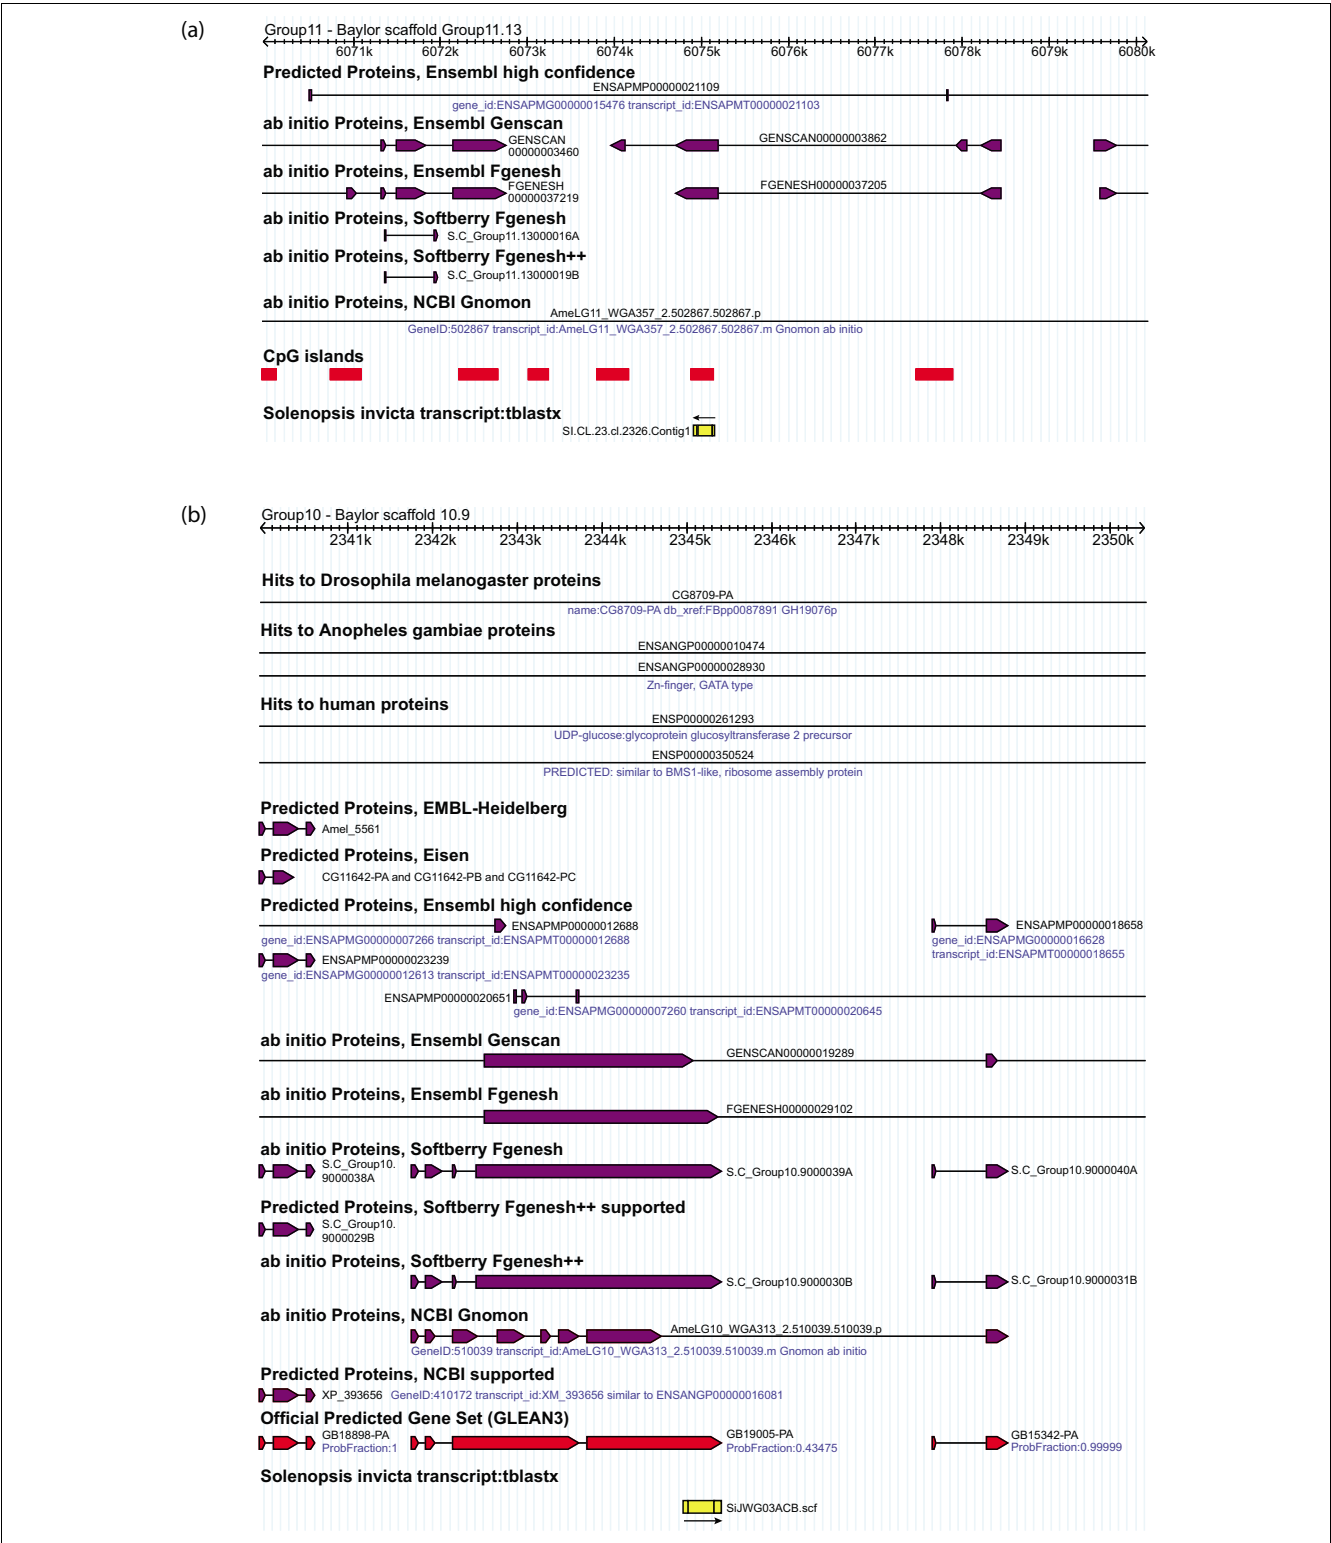 (a)
Group11 - Baylor scaffold Group11.13
6071k 6072k 6073k 6074k 6075k 6076k 6077k 6078k 6079k 6080k
Predicted Proteins, Ensembl high confidence
ENSAPMP00000021109
gene_id:ENSAPMG00000015476 transcript_id:ENSAPMT00000021103
ab initio Proteins, Ensembl Genscan
GENSCAN
00000003460
GENSCAN00000003862
ab initio Proteins, Ensembl Fgenesh
FGENESH
00000037219
FGENESH00000037205
ab initio Proteins, Softberry Fgenesh
S.C_Group11.13000016A
ab initio Proteins, Softberry Fgenesh++
S.C_Group11.13000019B
ab initio Proteins, NCBI Gnomon
AmeLG11_WGA357_2.502867.502867.p
GeneID:502867 transcript_id:AmeLG11_WGA357_2.502867.502867.m Gnomon ab initio
CpG islands
Solenopsis invicta transcript:tblastx
SI.CL.23.cl.2326.Contig1
(b)
Group10 - Baylor scaffold 10.9
2341k 2342k 2343k 2344k 2345k 2346k 2347k 2348k 2349k 2350k
Hits to Drosophila melanogaster proteins
CG8709-PA
name:CG8709-PA db_xref:FBpp0087891 GH19076p
Hits to Anopheles gambiae proteins
ENSANGP00000010474
ENSANGP00000028930
Zn-finger, GATA type
Hits to human proteins
ENSP00000261293
UDP-glucose:glycoprotein glucosyltransferase 2 precursor
ENSP00000350524
PREDICTED: similar to BMS1-like, ribosome assembly protein
Predicted Proteins, EMBL-Heidelberg
Amel_5561
Predicted Proteins, Eisen
CG11642-PA and CG11642-PB and CG11642-PC
Predicted Proteins, Ensembl high confidence
ENSAPMP00000012688
gene_id:ENSAPMG00000007266 transcript_id:ENSAPMT00000012688
ENSAPMP00000018658
gene_id:ENSAPMG00000016628
transcript_id:ENSAPMT00000018655
ENSAPMP00000023239
gene_id:ENSAPMG00000012613 transcript_id:ENSAPMT00000023235
ENSAPMP00000020651
gene_id:ENSAPMG00000007260 transcript_id:ENSAPMT00000020645
ab initio Proteins, Ensembl Genscan
GENSCAN00000019289
ab initio Proteins, Ensembl Fgenesh
FGENESH00000029102
ab initio Proteins, Softberry Fgenesh
S.C_Group10.
9000038A
S.C_Group10.9000039A
S.C_Group10.9000040A
Predicted Proteins, Softberry Fgenesh++ supported
S.C_Group10.
9000029B
ab initio Proteins, Softberry Fgenesh++
S.C_Group10.9000030B
S.C_Group10.9000031B
ab initio Proteins, NCBI Gnomon
AmeLG10_WGA313_2.510039.510039.p
GeneID:510039 transcript_id:AmeLG10_WGA313_2.510039.510039.m Gnomon ab initio
Predicted Proteins, NCBI supported
XP_393656 GeneID:410172 transcript_id:XM_393656 similar to ENSANGP00000016081
Official Predicted Gene Set (GLEAN3)
GB18898-PA
ProbFraction:1
GB19005-PA
ProbFraction:0.43475
GB15342-PA
ProbFraction:0.99999
Solenopsis invicta transcript:tblastx
SiJWG03ACB.scf